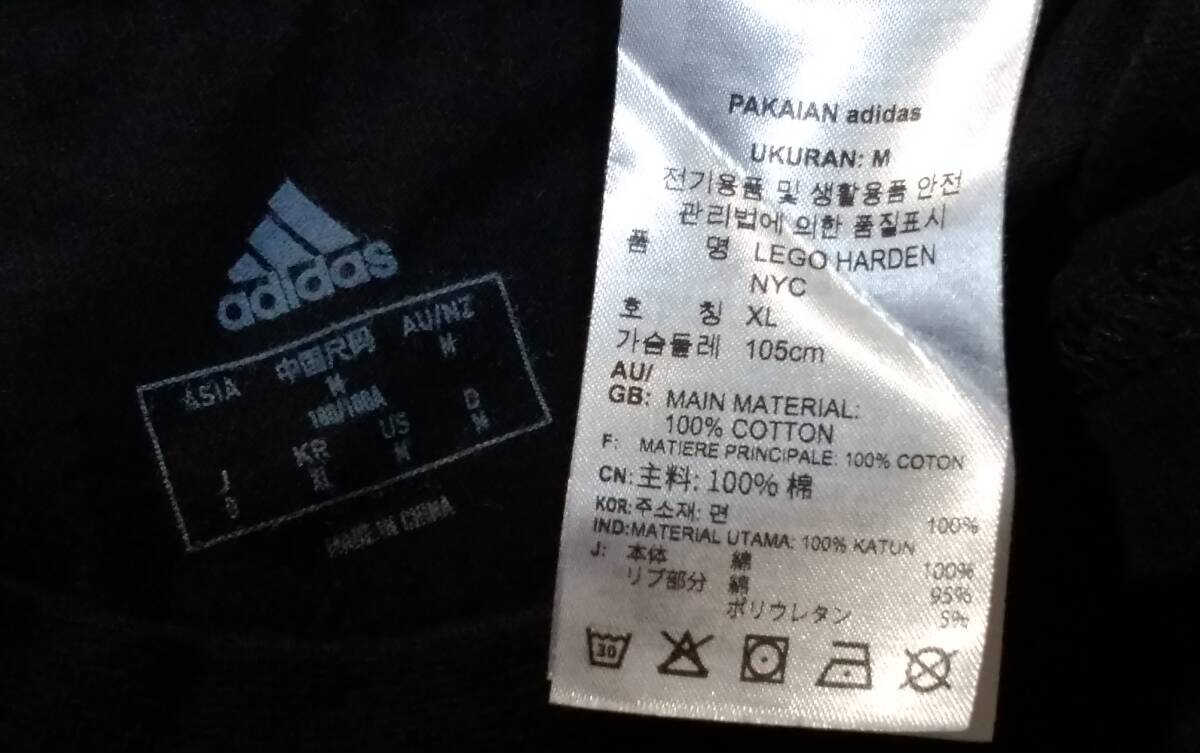 adidas
ASIA 中国尺码 AU/NZ
M M
KR US D
J XL M M
O
MADE IN CHINA
PAKAIAN adidas
UKURAN: M
전기용품 및 생활용품 안전
관리법에 의한 품질표시
품 명 LEGO HARDEN
NYC
호 칭 XL
가슴둘레 105cm
AU/
GB: MAIN MATERIAL:
100% COTTON
F: MATIERE PRINCIPALE: 100% COTON
CN: 主料: 100% 棉
KOR: 주소재: 면 100%
IND: MATERIAL UTAMA: 100% KATUN
J: 本体 綿 100%
リブ部分 綿 95%
ポリウレタン 5%
30